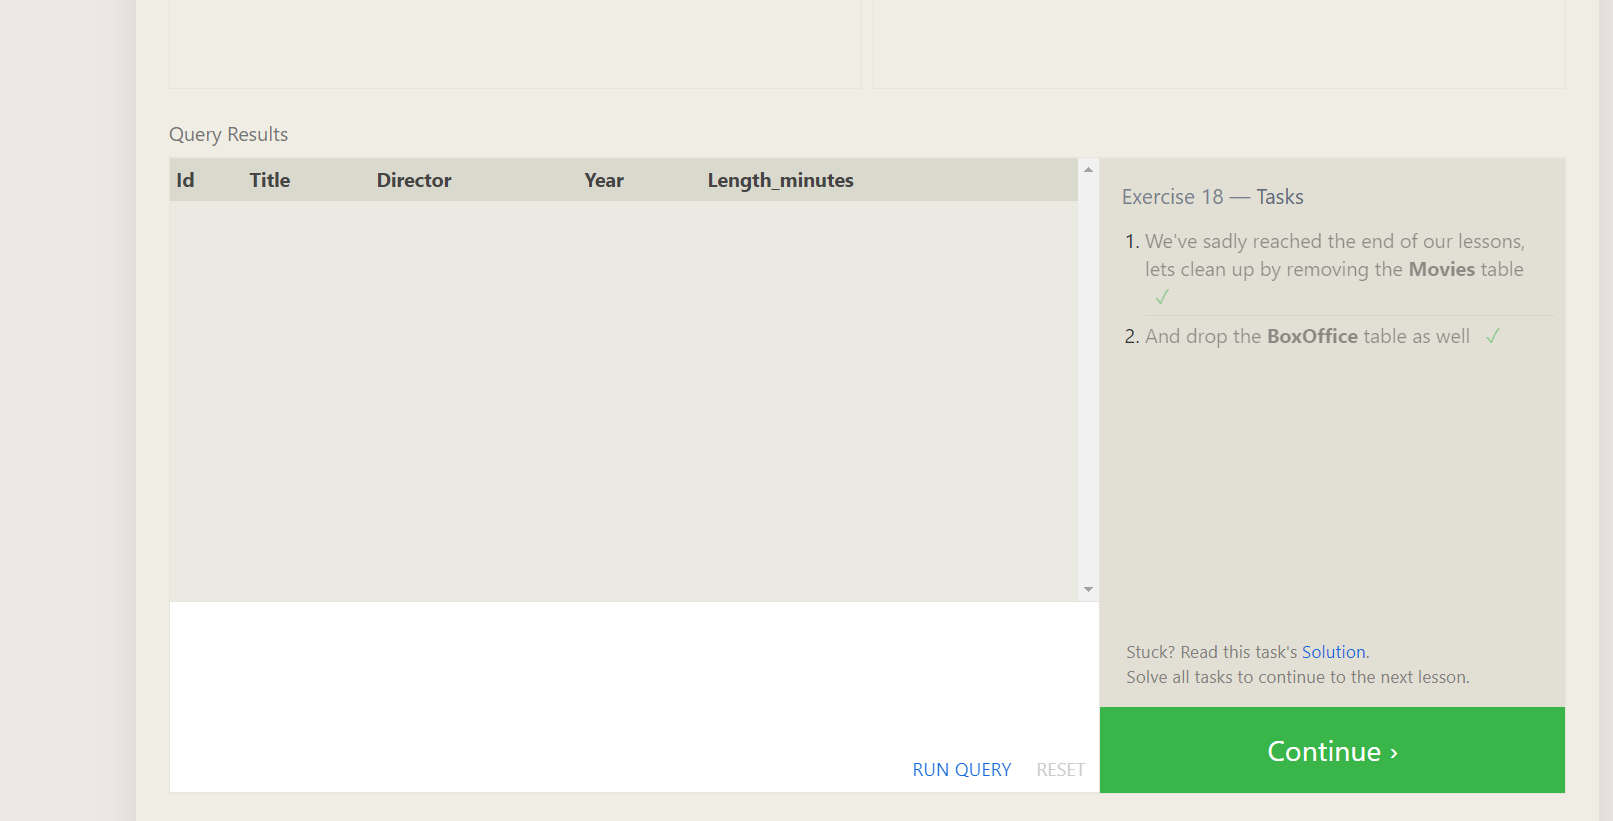 Query Results
Id Title Director Year Length_minutes
Exercise 18 — Tasks
1. We've sadly reached the end of our lessons,
lets clean up by removing the Movies table
✓
2. And drop the BoxOffice table as well ✓
Stuck? Read this task's Solution.
Solve all tasks to continue to the next lesson.
RUN QUERY RESET
Continue ›